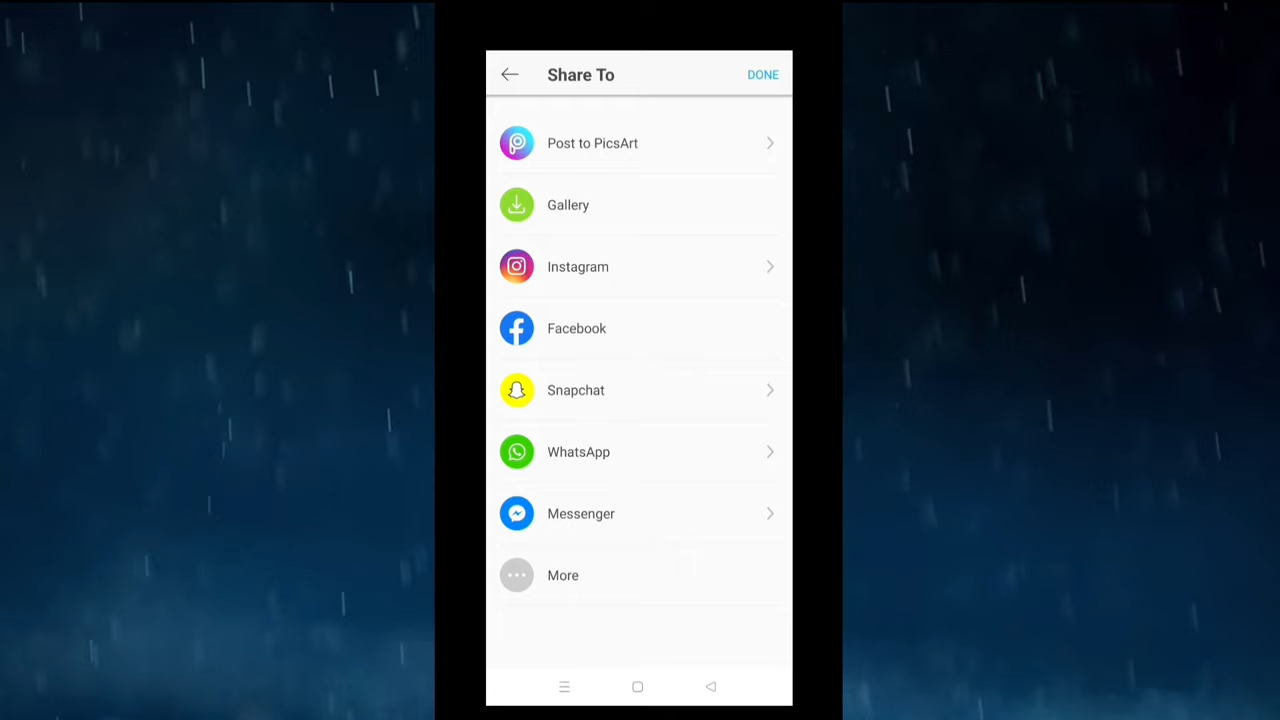 Share To
DONE
Post to PicsArt
Gallery
Instagram
Facebook
Snapchat
WhatsApp
Messenger
More